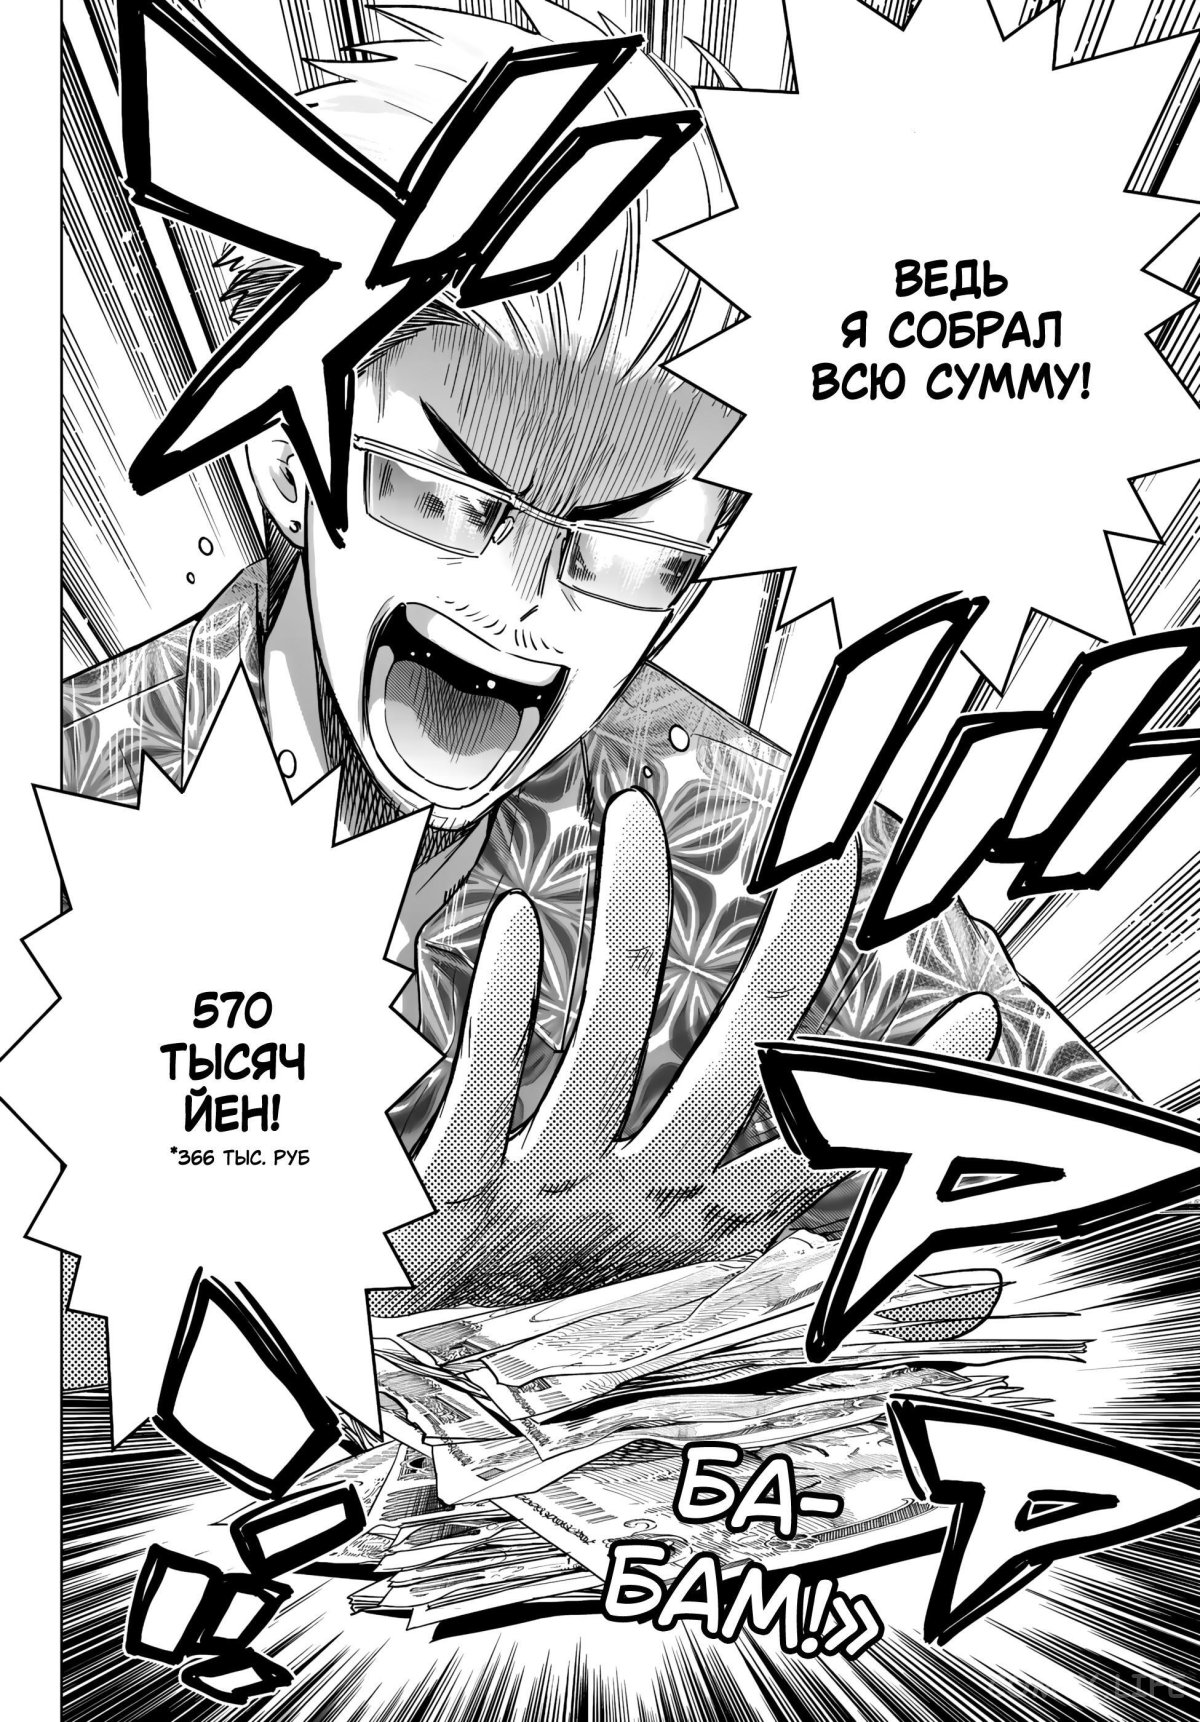 ВЕДЬ
Я СОБРАЛ
ВСЮ СУММУ!
570
ТЫСЯЧ
ЙЕН!
*366 ТЫС. РУБ
БА-
БАМ!»